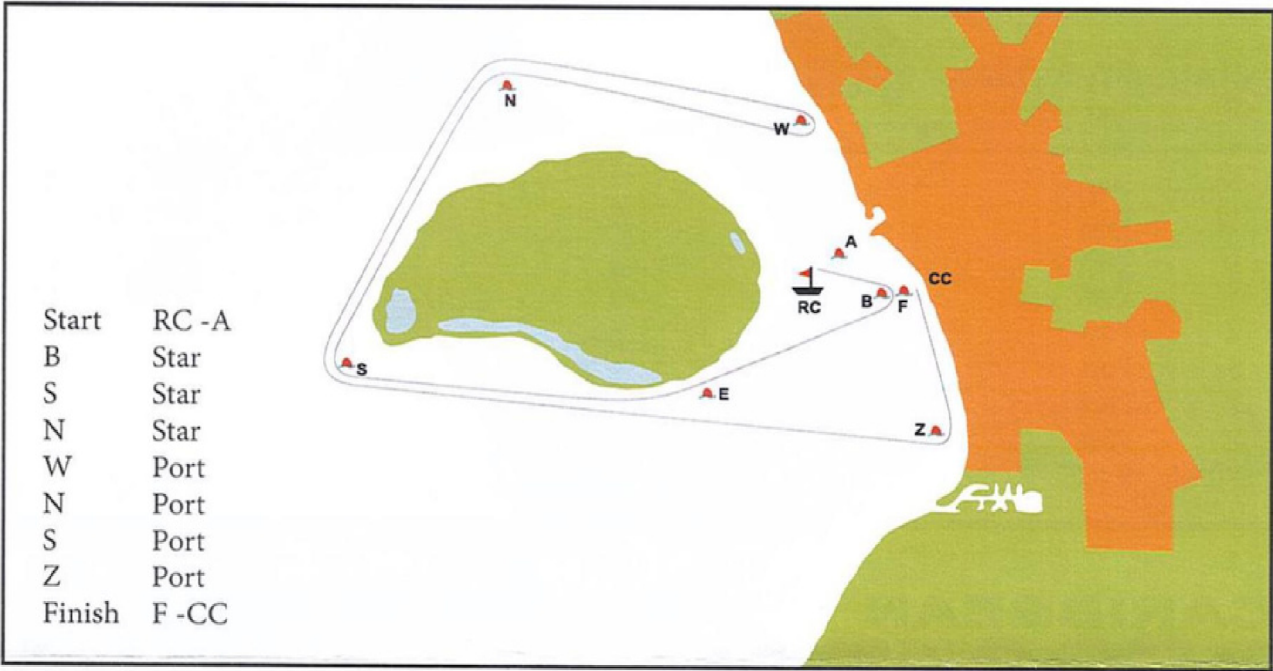 N
W
A
CC
B
F
RC
S
E
Z
Start RC -A
B Star
S Star
N Star
W Port
N Port
S Port
Z Port
Finish F -CC